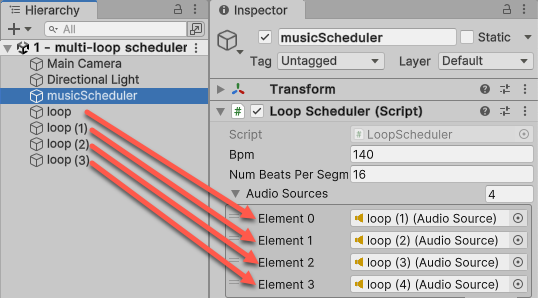 Hierarchy
All
1 - multi-loop scheduler
Main Camera
Directional Light
musicScheduler
loop
loop (1)
loop (2)
loop (3)
Inspector
musicScheduler
Static
Tag Untagged Layer Default
Transform
# Loop Scheduler (Script)
Script # LoopScheduler
Bpm 140
Num Beats Per Segm 16
Audio Sources 4
Element 0 loop (1) (Audio Source)
Element 1 loop (2) (Audio Source)
Element 2 loop (3) (Audio Source)
Element 3 loop (4) (Audio Source)